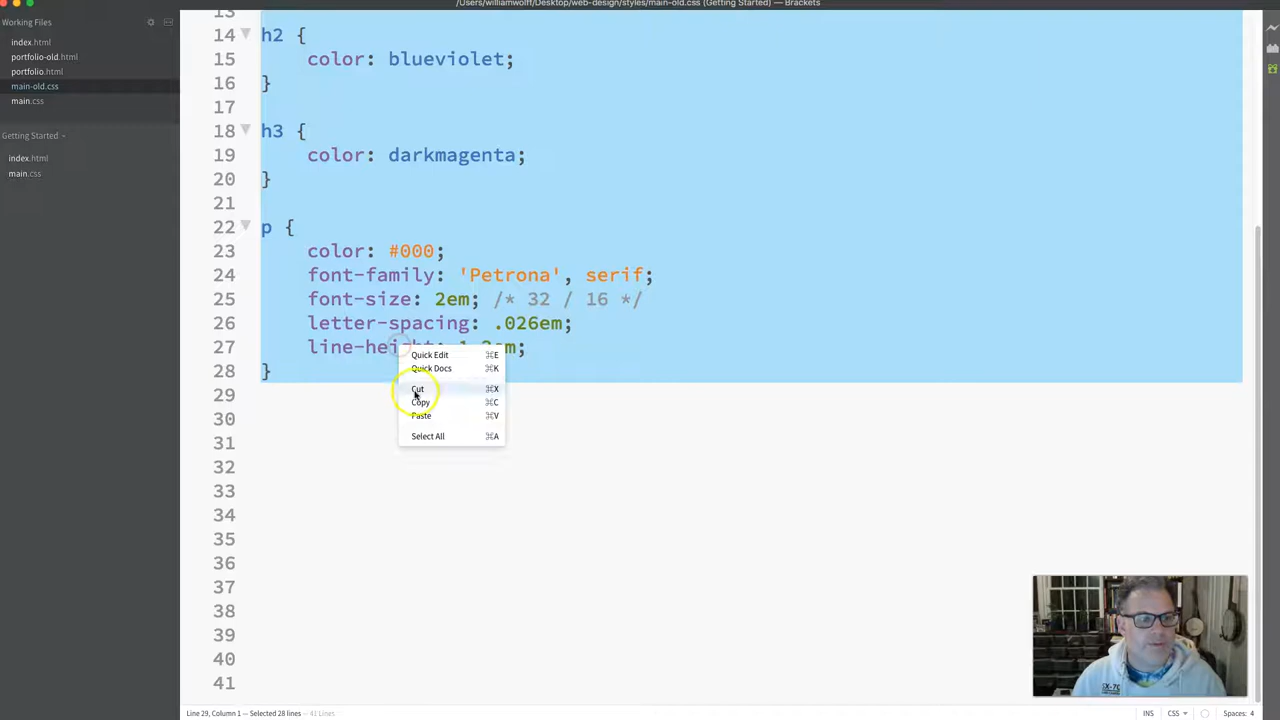 /Users/williamwolff/Desktop/web-design/styles/main-old.css (Getting Started) — Brackets
Working Files
index.html
portfolio-old.html
portfolio.html
main-old.css
main.css
Getting Started
index.html
main.css
13
14 h2 {
15 color: blueviolet;
16 }
17
18 h3 {
19 color: darkmagenta;
20 }
21
22 p {
23 color: #000;
24 font-family: 'Petrona', serif;
25 font-size: 2em; /* 32 / 16 */
26 letter-spacing: .026em;
27 line-height:
28 }
29
30
31
32
33
34
35
36
37
38
39
40
41
Quick Edit ⌘E
Quick Docs ⌘K
Cut ⌘X
Copy ⌘C
Paste ⌘V
Select All ⌘A
Line 29, Column 1 — Selected 28 lines — 41 Lines
INS CSS Spaces: 4